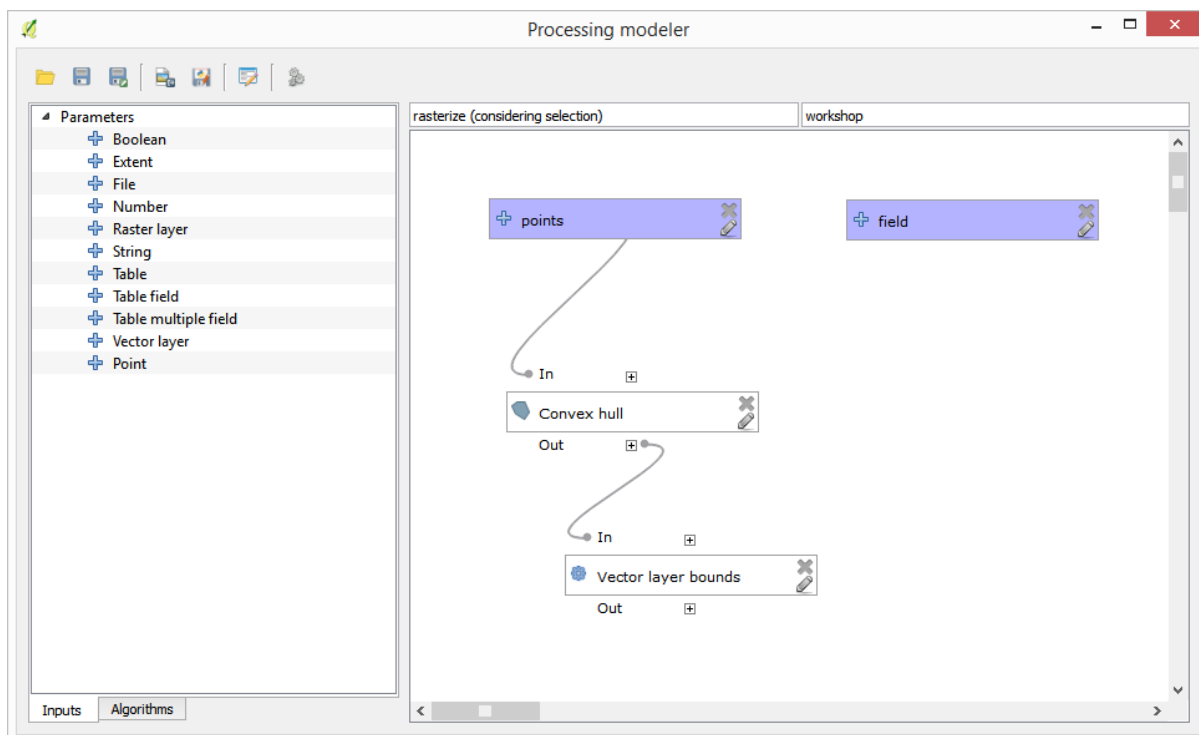 Processing modeler
Parameters
Boolean
Extent
File
Number
Raster layer
String
Table
Table field
Table multiple field
Vector layer
Point
Inputs
Algorithms
rasterize (considering selection)
workshop
points
field
In
Convex hull
Out
In
Vector layer bounds
Out